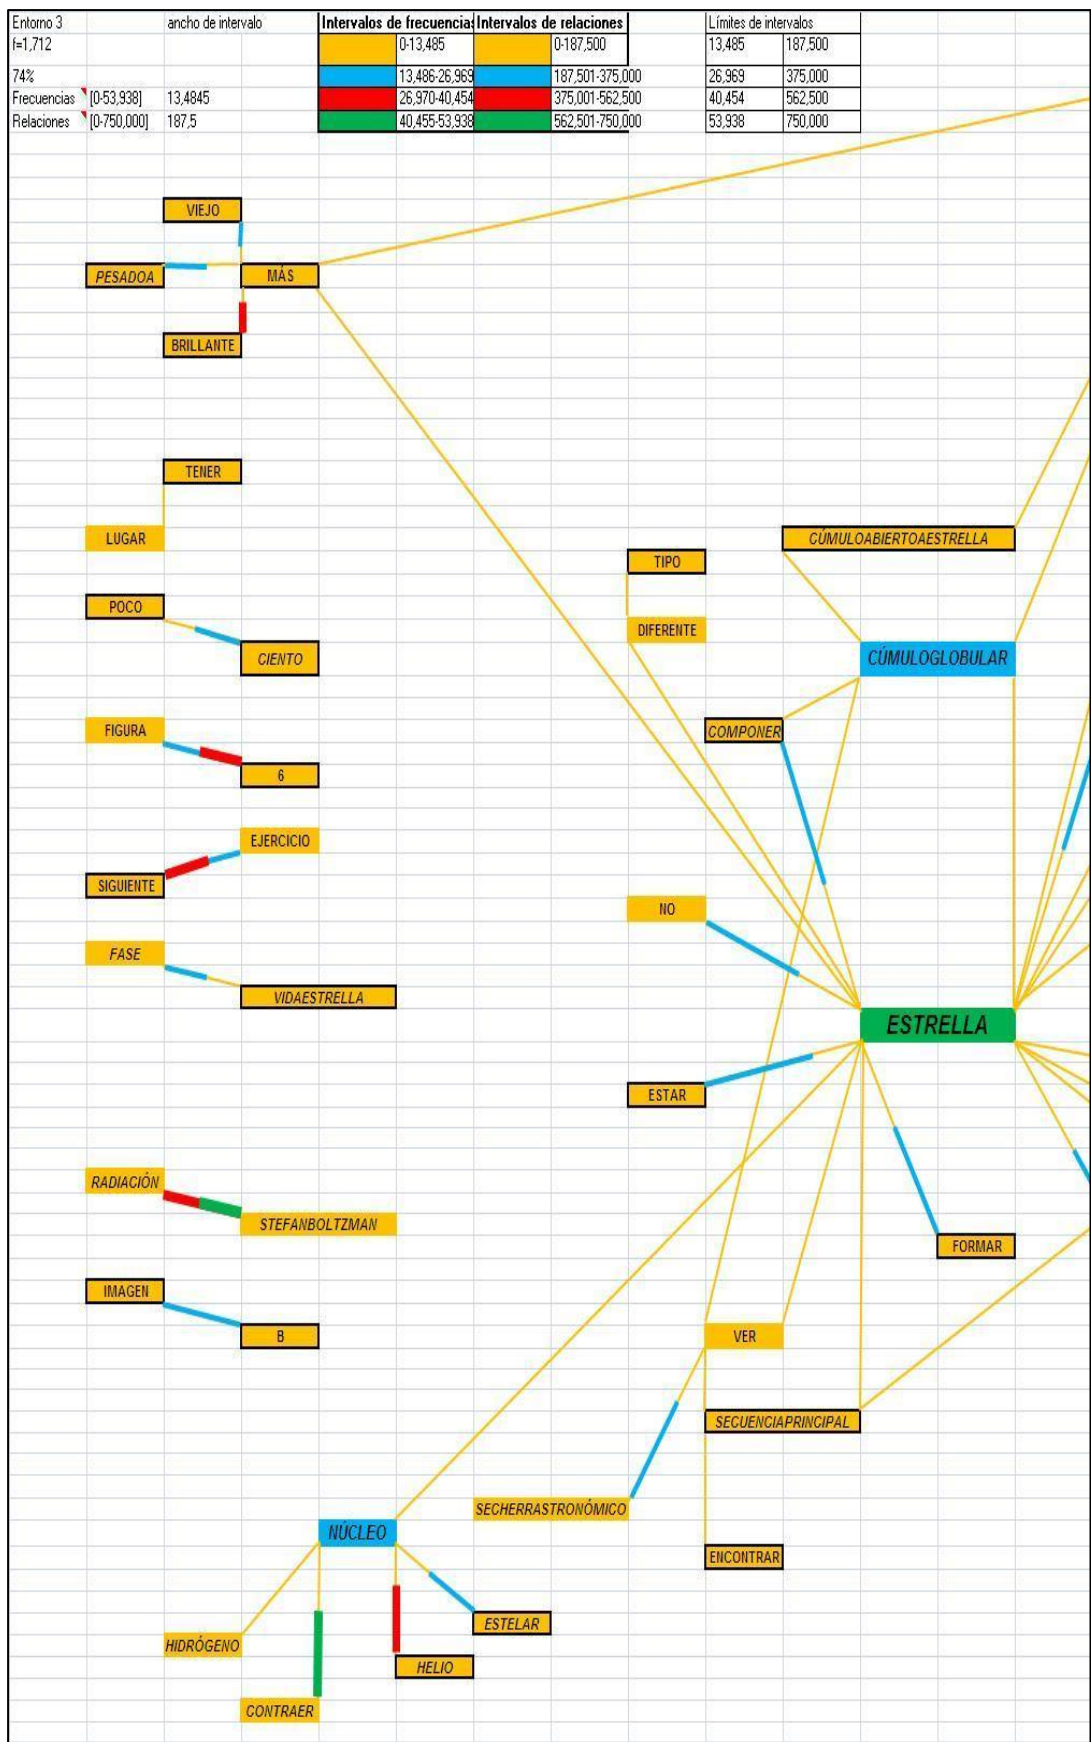 Entorno 3 ancho de intervalo Intervalos de frecuencias Intervalos de relaciones Límites de intervalos
f=1,712 0-13,485 0-187,500 13,485 187,500
74% 13,486-26,969 187,501-375,000 26,969 375,000
Frecuencias [0-53,938] 13,4845 26,970-40,454 375,001-562,500 40,454 562,500
Relaciones [0-750,000] 187,5 40,455-53,938 562,501-750,000 53,938 750,000
VIEJO
PESADOA MÁS
BRILLANTE
TENER
LUGAR CÚMULOABIERTOAESTRELLA
TIPO
POCO
DIFERENTE
CIENTO CÚMULOGLOBULAR
FIGURA COMPONER
6
EJERCICIO
SIGUIENTE
NO
FASE
VIDAESTRELLA
ESTRELLA
ESTAR
RADIACIÓN
STEFANBOLTZMAN
FORMAR
IMAGEN
B VER
SECUENCIAPRINCIPAL
SECHERRASTRONÓMICO
NÚCLEO
ENCONTRAR
ESTELAR
HIDRÓGENO
HELIO
CONTRAER